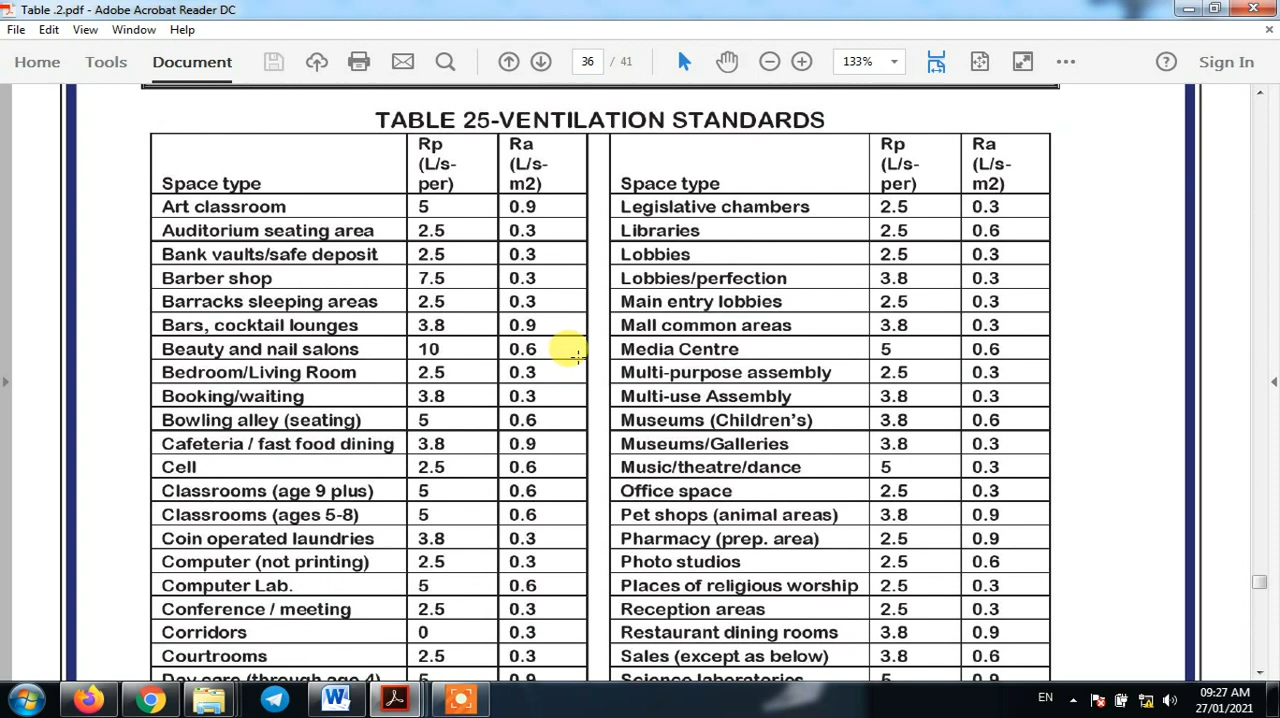 Table .2.pdf - Adobe Acrobat Reader DC
File Edit View Window Help
Home Tools Document 36 / 41 133% Sign In
TABLE 25-VENTILATION STANDARDS
Space type Rp (L/s-per) Ra (L/s-m2) Space type Rp (L/s-per) Ra (L/s-m2)
Art classroom 5 0.9 Legislative chambers 2.5 0.3
Auditorium seating area 2.5 0.3 Libraries 2.5 0.6
Bank vaults/safe deposit 2.5 0.3 Lobbies 2.5 0.3
Barber shop 7.5 0.3 Lobbies/perfection 3.8 0.3
Barracks sleeping areas 2.5 0.3 Main entry lobbies 2.5 0.3
Bars, cocktail lounges 3.8 0.9 Mall common areas 3.8 0.3
Beauty and nail salons 10 0.6 Media Centre 5 0.6
Bedroom/Living Room 2.5 0.3 Multi-purpose assembly 2.5 0.3
Booking/waiting 3.8 0.3 Multi-use Assembly 3.8 0.3
Bowling alley (seating) 5 0.6 Museums (Children's) 3.8 0.6
Cafeteria / fast food dining 3.8 0.9 Museums/Galleries 3.8 0.3
Cell 2.5 0.6 Music/theatre/dance 5 0.3
Classrooms (age 9 plus) 5 0.6 Office space 2.5 0.3
Classrooms (ages 5-8) 5 0.6 Pet shops (animal areas) 3.8 0.9
Coin operated laundries 3.8 0.3 Pharmacy (prep. area) 2.5 0.9
Computer (not printing) 2.5 0.3 Photo studios 2.5 0.6
Computer Lab. 5 0.6 Places of religious worship 2.5 0.3
Conference / meeting 2.5 0.3 Reception areas 2.5 0.3
Corridors 0 0.3 Restaurant dining rooms 3.8 0.9
Courtrooms 2.5 0.3 Sales (except as below) 3.8 0.6
Day care (through age 4) 5 0.9 Science laboratories 5 0.9
EN 09:27 AM
27/01/2021